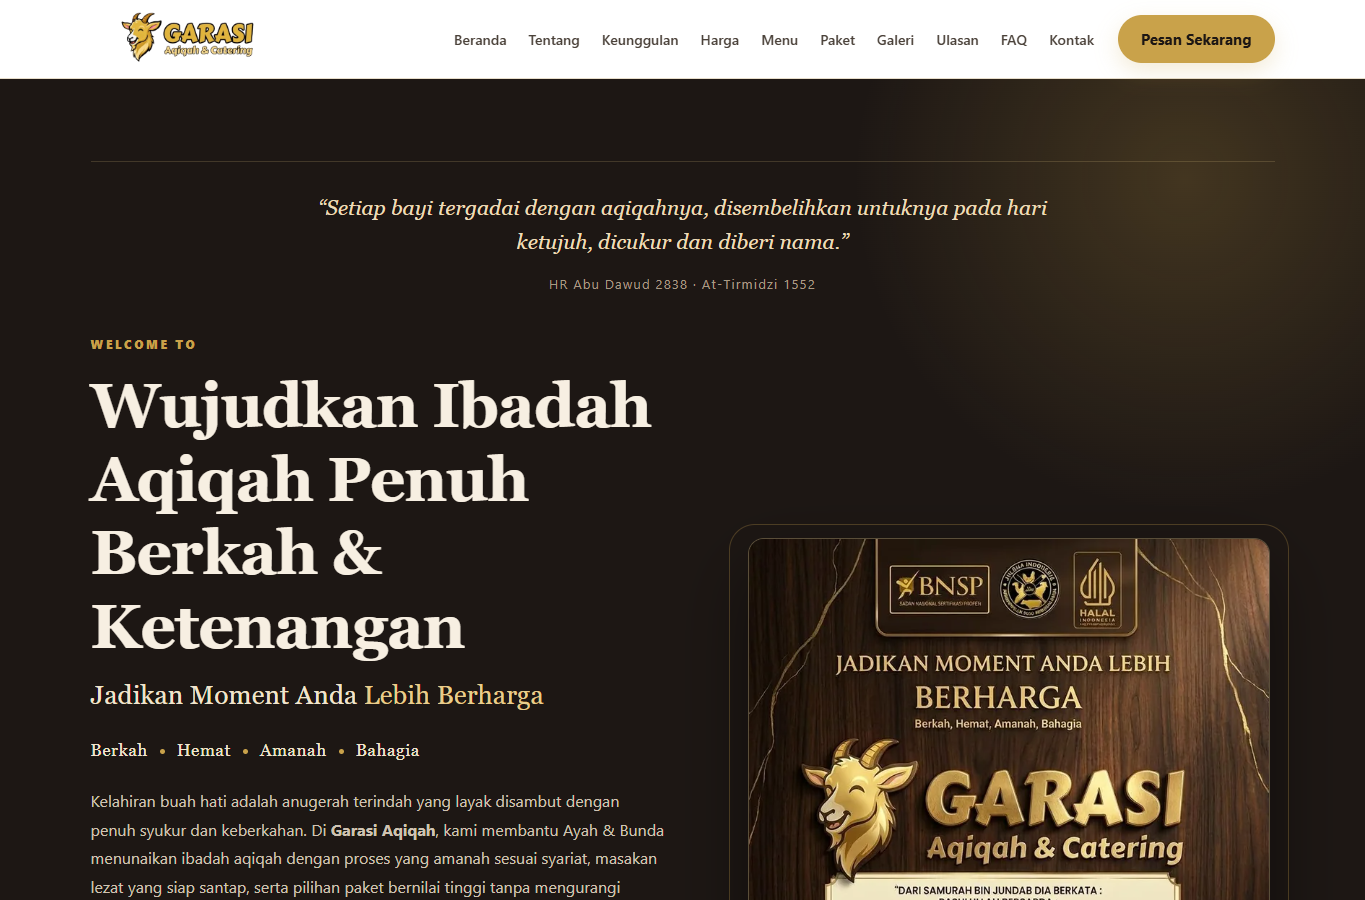 GARASI
Aqiqah & Catering
Beranda Tentang Keunggulan Harga Menu Paket Galeri Ulasan FAQ Kontak Pesan Sekarang
“Setiap bayi tergadai dengan aqiqahnya, disembelihkan untuknya pada hari
ketujuh, dicukur dan diberi nama.”
HR Abu Dawud 2838 · At-Tirmidzi 1552
WELCOME TO
Wujudkan Ibadah
Aqiqah Penuh
Berkah &
Ketenangan
Jadikan Moment Anda Lebih Berharga
Berkah • Hemat • Amanah • Bahagia
Kelahiran buah hati adalah anugerah terindah yang layak disambut dengan
penuh syukur dan keberkahan. Di Garasi Aqiqah, kami membantu Ayah & Bunda
menunaikan ibadah aqiqah dengan proses yang amanah sesuai syariat, masakan
lezat yang siap santap, serta pilihan paket bernilai tinggi tanpa mengurangi
BNSP
BADAN NASIONAL SERTIFIKASI PROFESI
HALAL
INDONESIA
JADIKAN MOMENT ANDA LEBIH
BERHARGA
Berkah, Hemat, Amanah, Bahagia
GARASI
Aqiqah & Catering
"DARI SAMURAH BIN JUNDAB DIA BERKATA :